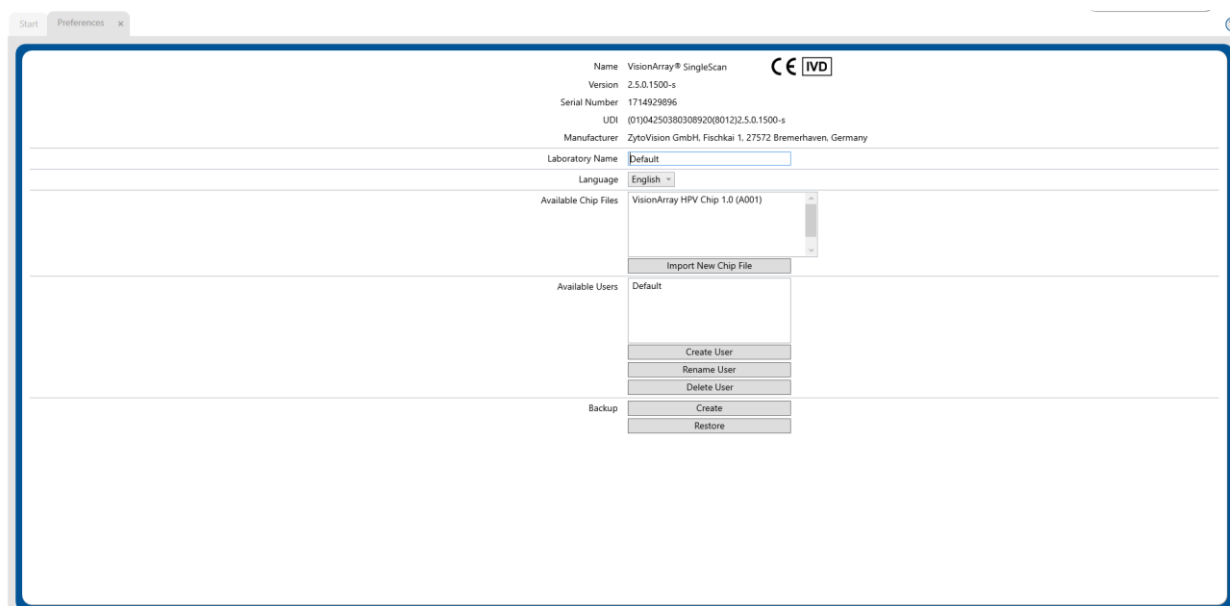 Start Preferences ×
Name VisionArray® SingleScan CE IVD
Version 2.5.0.1500-s
Serial Number 1714929896
UDI (01)04250380308920(8012)2.5.0.1500-s
Manufacturer ZytoVision GmbH, Fischkai 1, 27572 Bremerhaven, Germany
Laboratory Name Default
Language English
Available Chip Files VisionArray HPV Chip 1.0 (A001)
Import New Chip File
Available Users Default
Create User
Rename User
Delete User
Backup Create
Restore